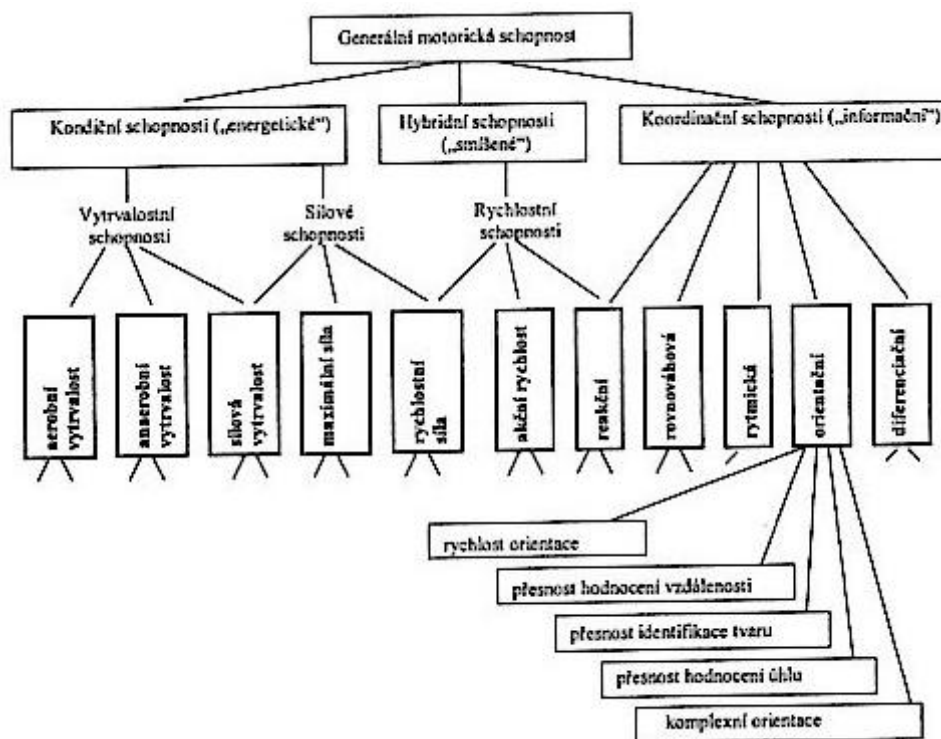 Generální motorická schopnost
Kondiční schopnosti („energetické“)
Hybridní schopnosti
(„smíšené“)
Koordinační schopnosti („informační“)
Vytrvalostní
schopnosti
Silové
schopnosti
Rychlostní
schopnosti
aerobní
vytrvalost
anaerobní
vytrvalost
silová
vytrvalost
maximální síla
rychlostní
síla
akční rychlost
reakční
rovnováhová
rytmická
orientační
diferenciační
rychlost orientace
přesnost hodnocení vzdálenosti
přesnost identifikace tvaru
přesnost hodnocení úhlu
komplexní orientace